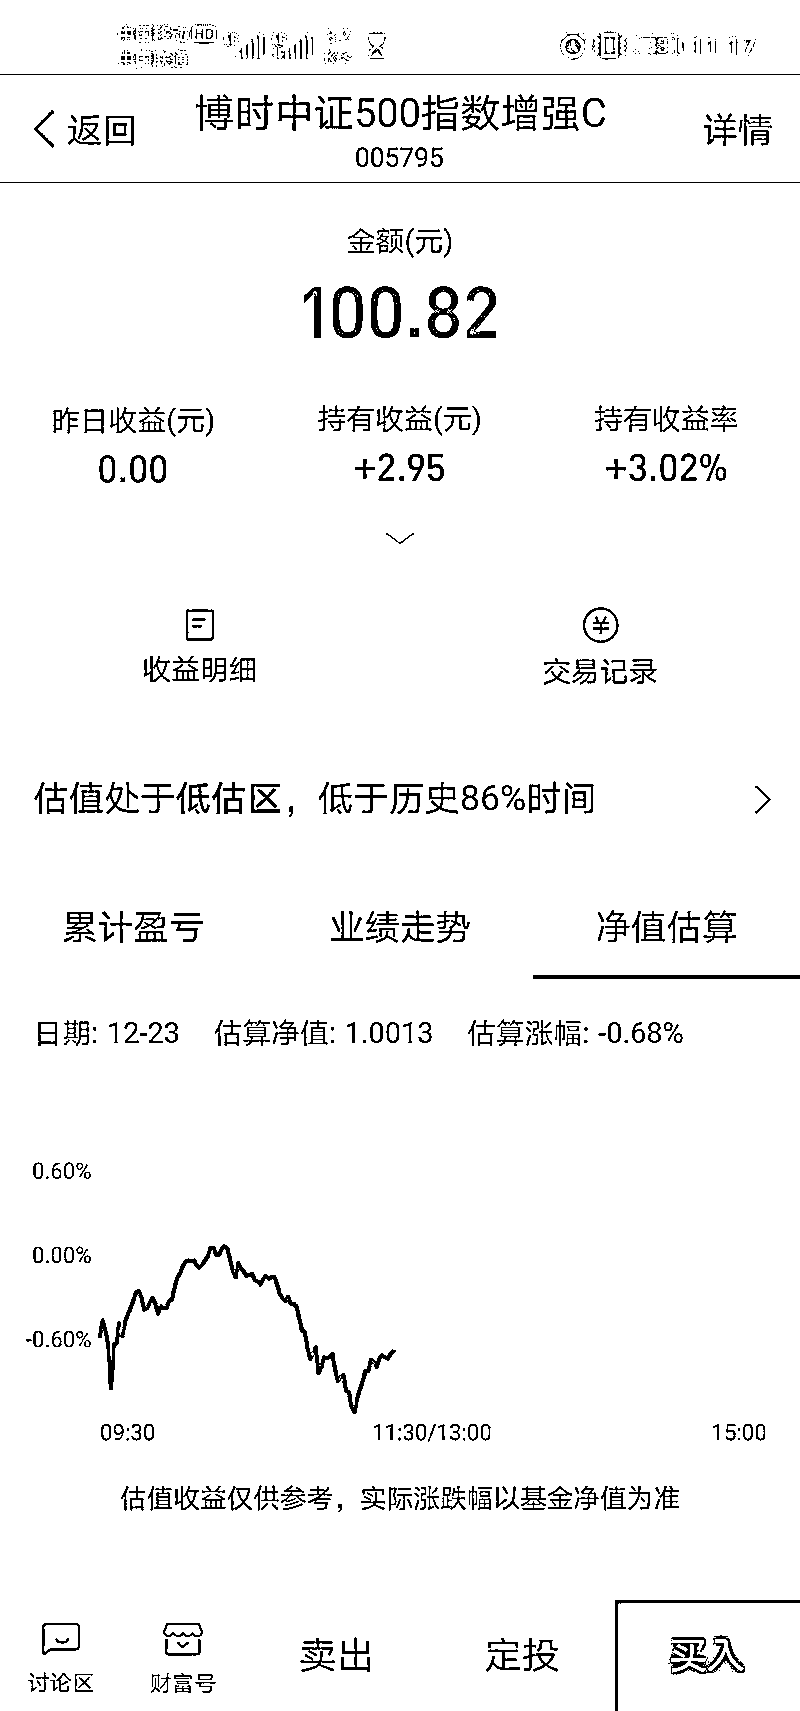 HD 11:17
返回 博时中证500指数增强C 详情
005795
金额(元)
100.82
昨日收益(元) 持有收益(元) 持有收益率
0.00 +2.95 +3.02%
收益明细 交易记录
估值处于低估区，低于历史86%时间
累计盈亏 业绩走势 净值估算
日期: 12-23 估算净值: 1.0013 估算涨幅: -0.68%
0.60%
0.00%
-0.60%
09:30 11:30/13:00 15:00
估值收益仅供参考，实际涨跌幅以基金净值为准
讨论区 财富号 卖出 定投 买入